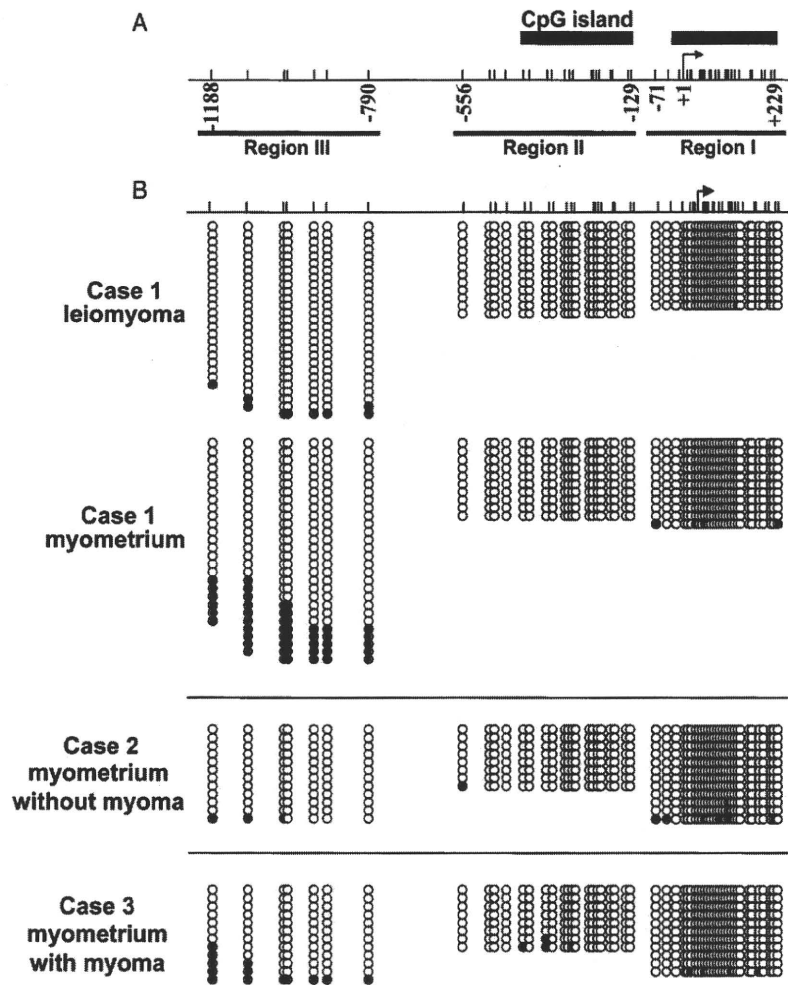 A
CpG island
-1188
-790
-556
-129
-71
+1
+229
Region III
Region II
Region I
B
Case 1
leiomyoma
Case 1
myometrium
Case 2
myometrium
without myoma
Case 3
myometrium
with myoma